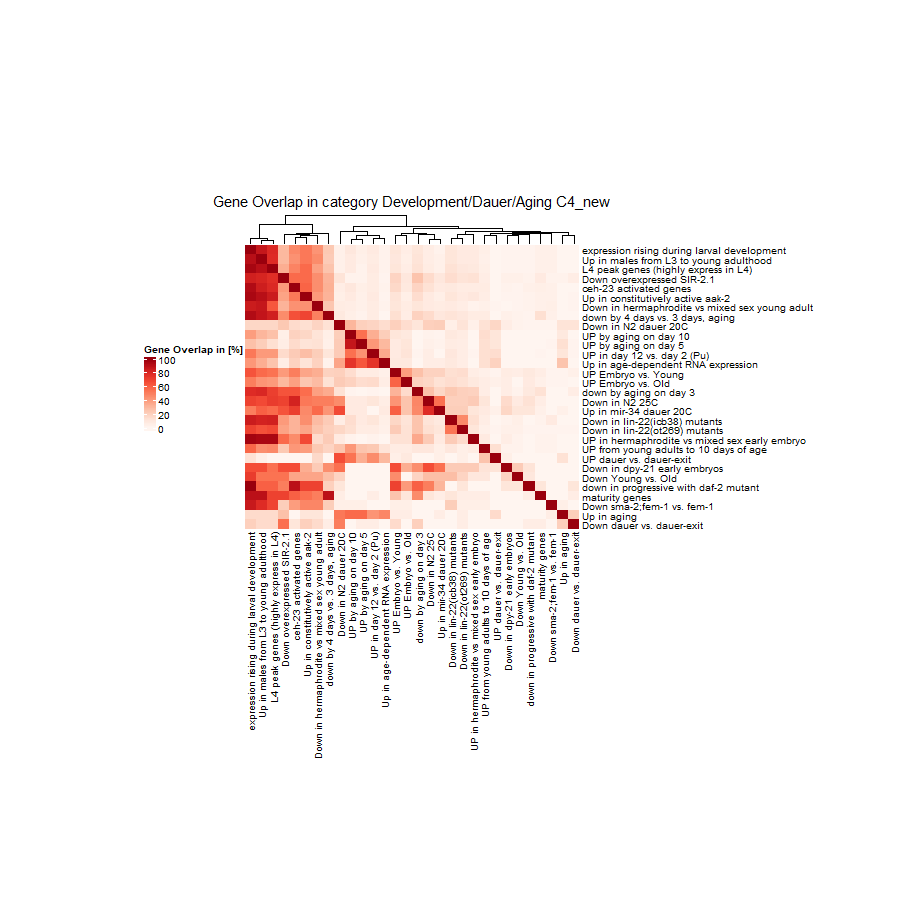 Gene Overlap in category Development/Dauer/Aging C4_new
expression rising during larval development
Up in males from L3 to young adulthood
L4 peak genes (highly express in L4)
Down overexpressed SIR-2.1
ceh-23 activated genes
Up in constitutively active aak-2
Down in hermaphrodite vs mixed sex young adult
down by 4 days vs. 3 days, aging
Down in N2 dauer 20C
UP by aging on day 10
UP by aging on day 5
UP in day 12 vs. day 2 (Pu)
Up in age-dependent RNA expression
UP Embryo vs. Young
UP Embryo vs. Old
down by aging on day 3
Down in N2 25C
Up in mir-34 dauer 20C
Down in lin-22(icb38) mutants
Down in lin-22(ot269) mutants
UP in hermaphrodite vs mixed sex early embryo
UP from young adults to 10 days of age
UP dauer vs. dauer-exit
Down in dpy-21 early embryos
Down Young vs. Old
down in progressive with daf-2 mutant
maturity genes
Down sma-2;fem-1 vs. fem-1
Up in aging
Down dauer vs. dauer-exit
Gene Overlap in [%]
100
80
60
40
20
0
expression rising during larval development
Up in males from L3 to young adulthood
L4 peak genes (highly express in L4)
Down overexpressed SIR-2.1
ceh-23 activated genes
Up in constitutively active aak-2
Down in hermaphrodite vs mixed sex young adult
down by 4 days vs. 3 days, aging
Down in N2 dauer 20C
UP by aging on day 10
UP by aging on day 5
UP in day 12 vs. day 2 (Pu)
Up in age-dependent RNA expression
UP Embryo vs. Young
UP Embryo vs. Old
down by aging on day 3
Down in N2 25C
Up in mir-34 dauer 20C
Down in lin-22(icb38) mutants
Down in lin-22(ot269) mutants
UP in hermaphrodite vs mixed sex early embryo
UP from young adults to 10 days of age
UP dauer vs. dauer-exit
Down in dpy-21 early embryos
Down Young vs. Old
down in progressive with daf-2 mutant
maturity genes
Down sma-2;fem-1 vs. fem-1
Up in aging
Down dauer vs. dauer-exit